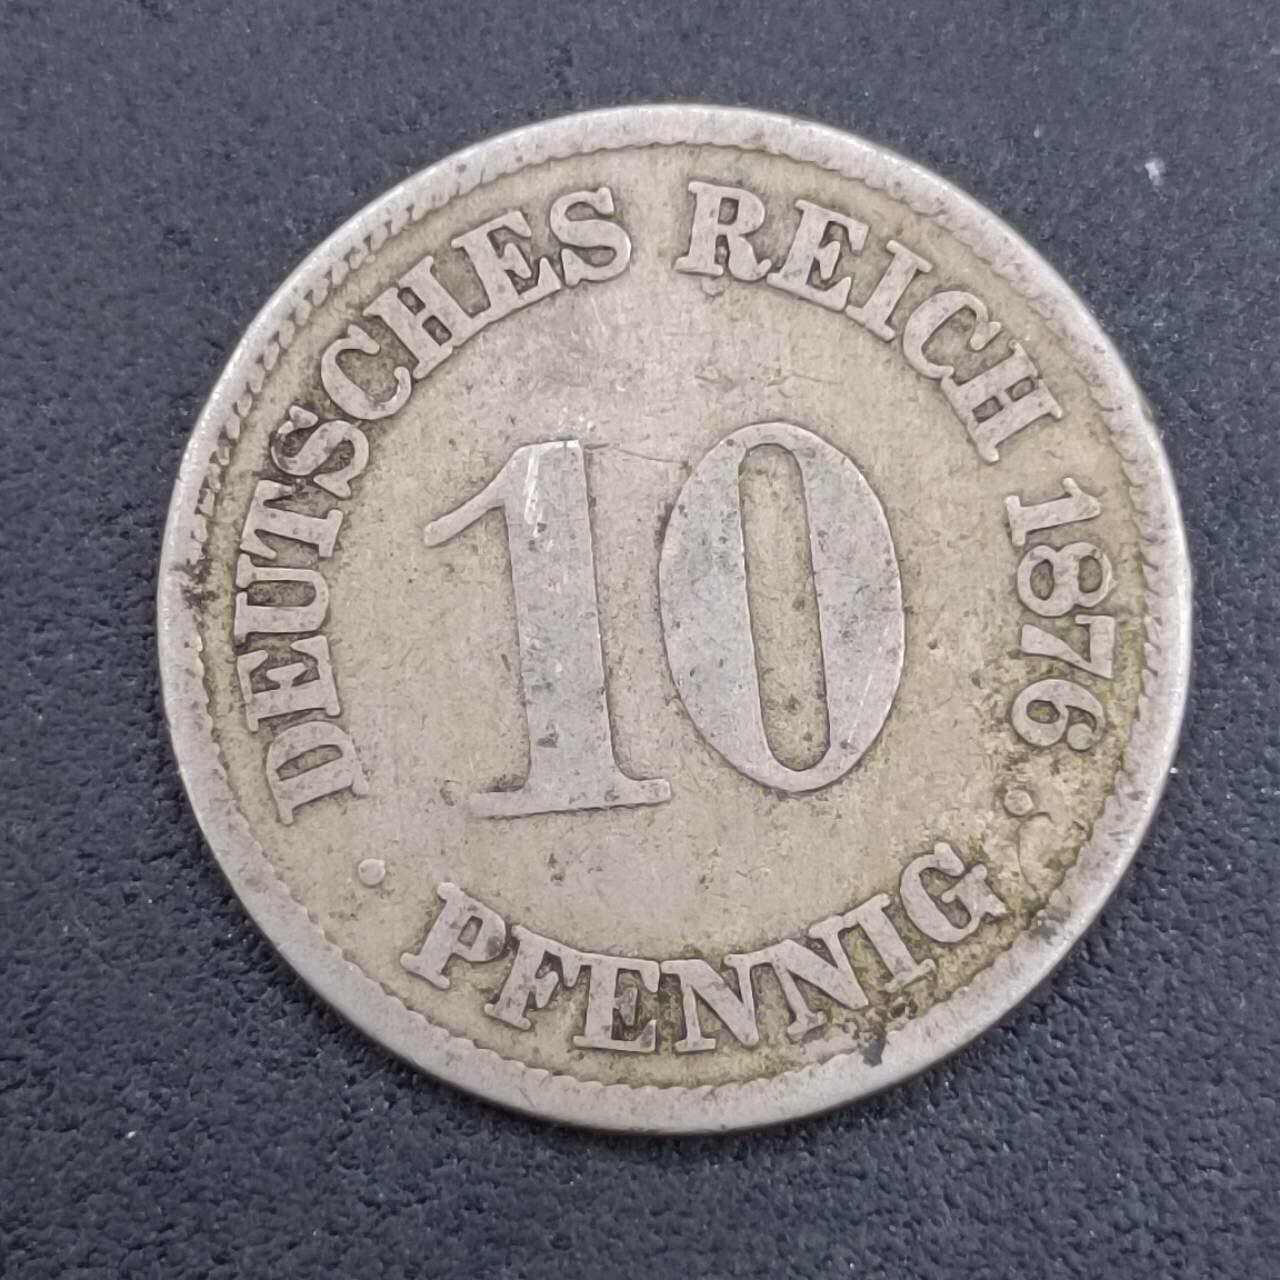 DEUTSCHES REICH 1876
10
PFENNIG